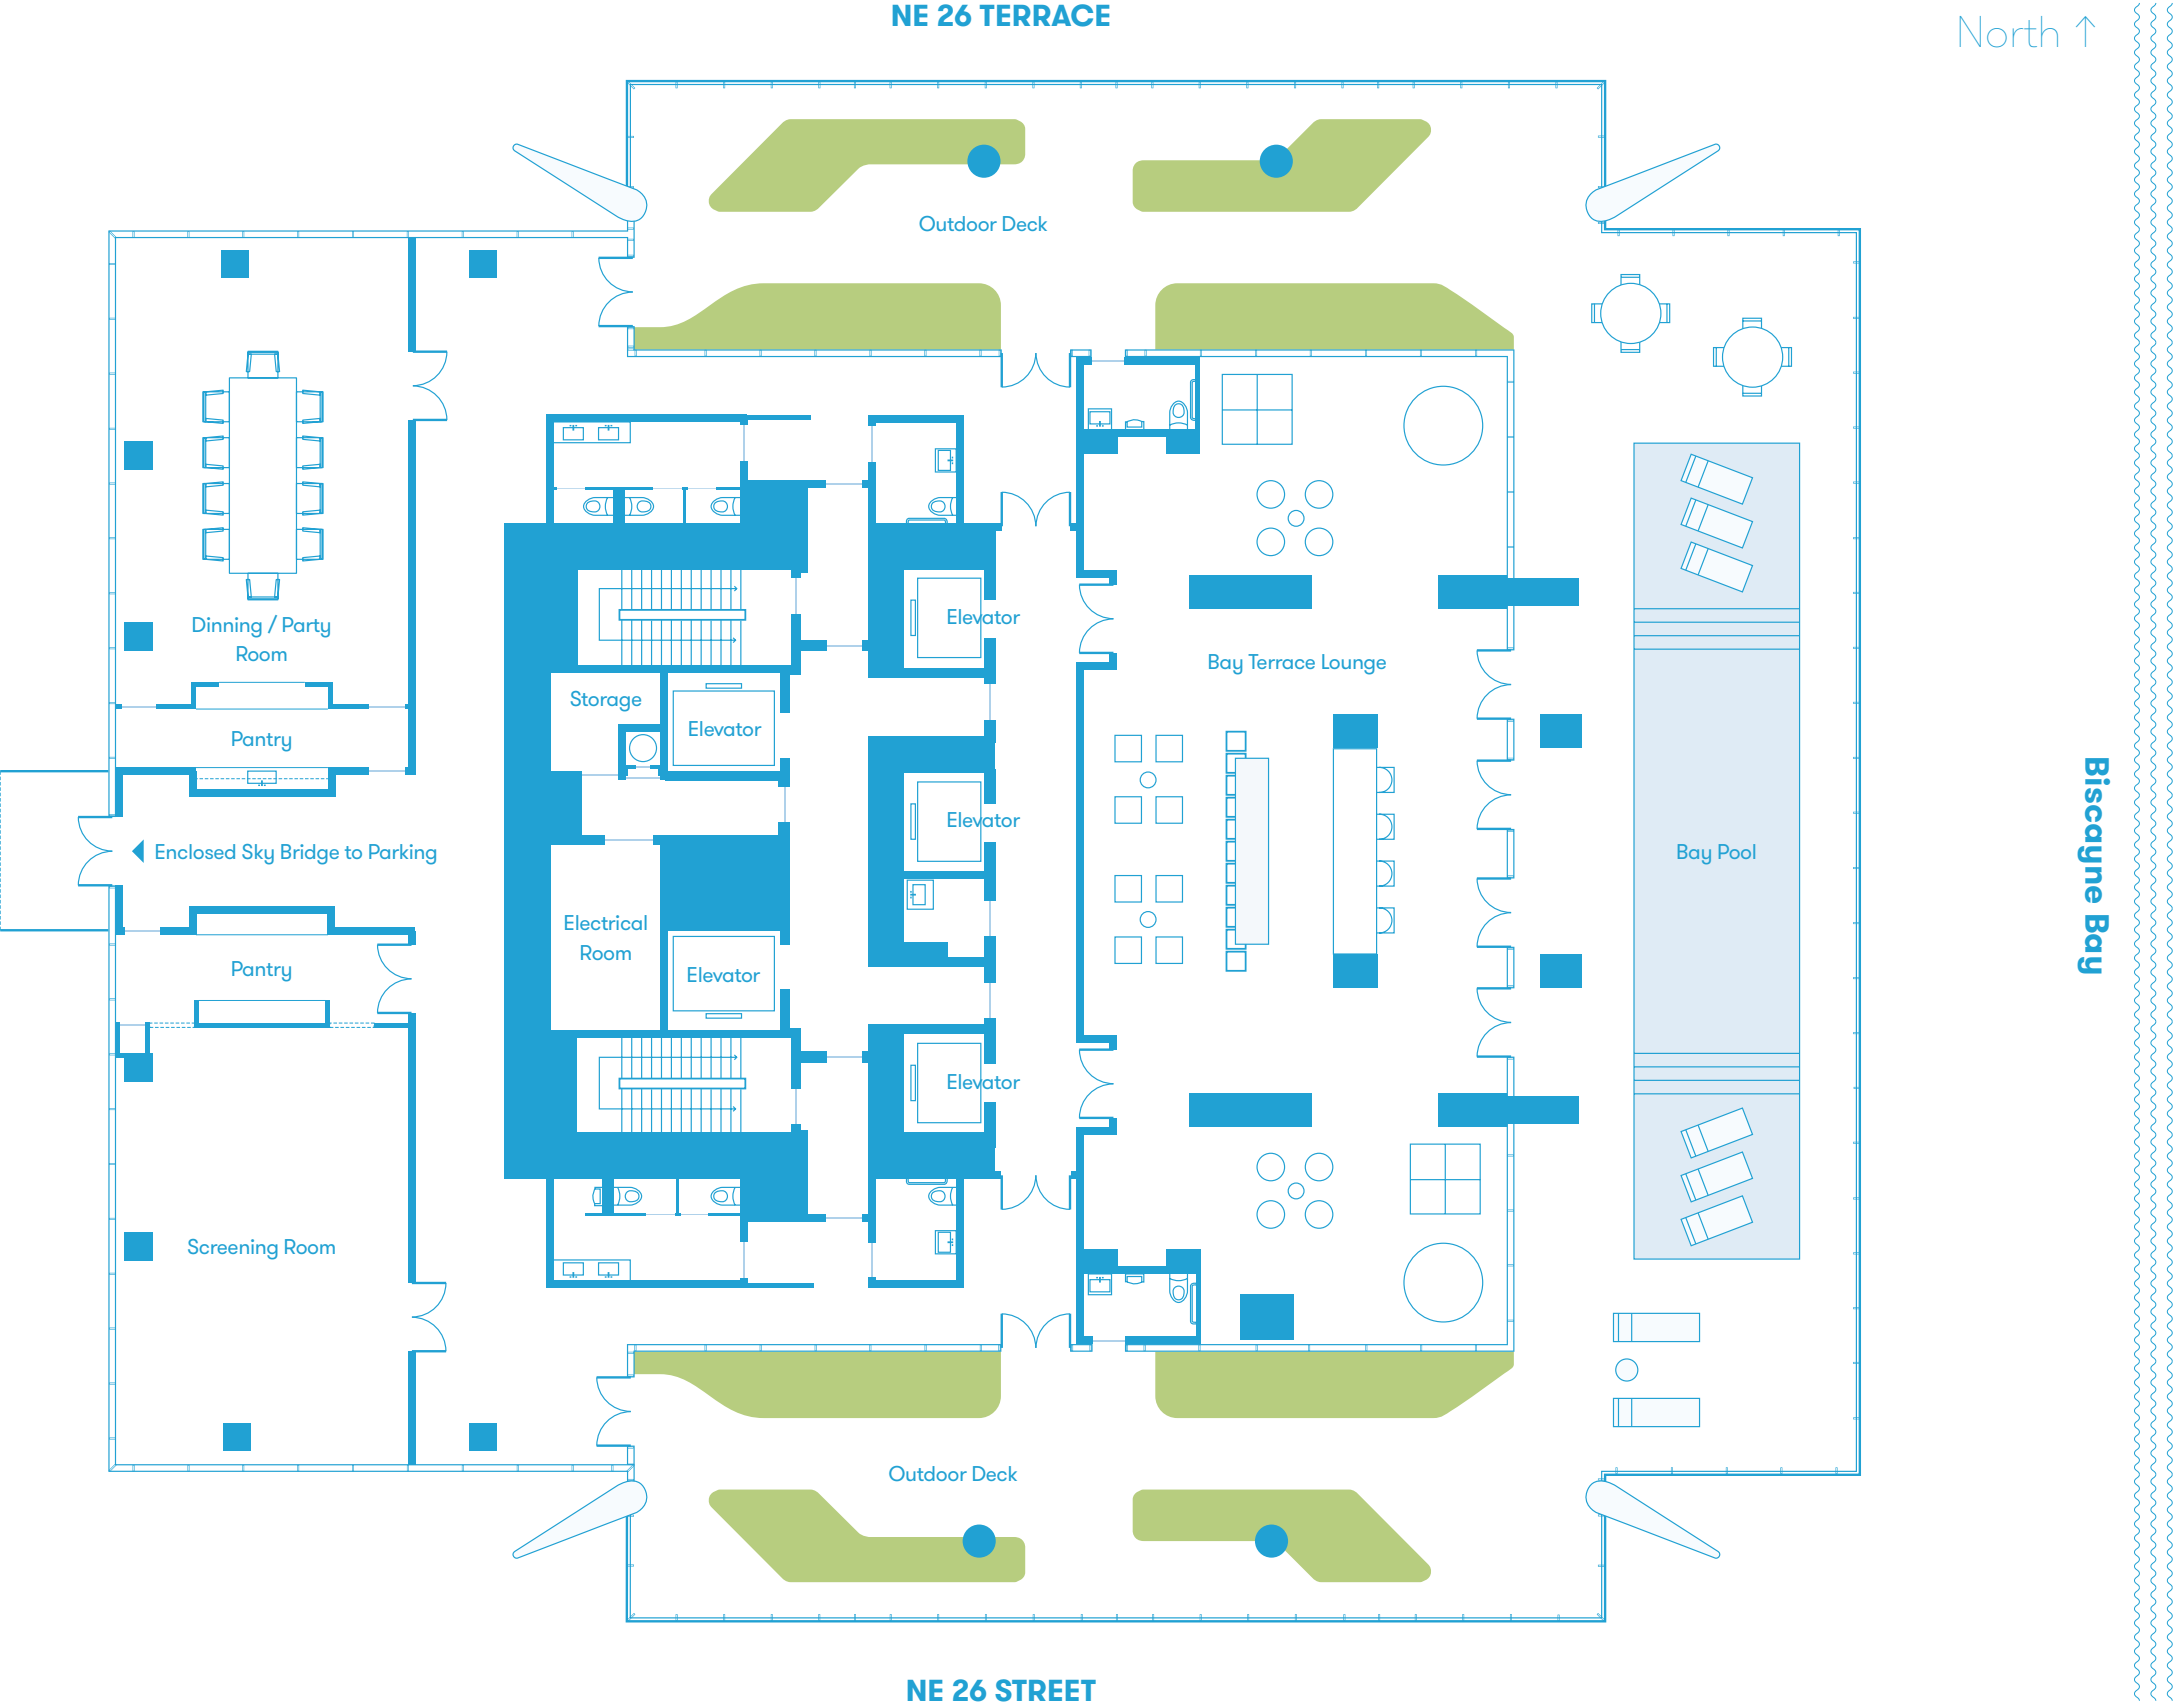 NE 26 TERRACE
North ↑
Outdoor Deck
Elevator
Dinning / Party
Room
Bay Terrace Lounge
Storage
Elevator
Pantry
Elevator
Enclosed Sky Bridge to Parking
Bay Pool
Biscayne Bay
Electrical
Room
Pantry
Elevator
Elevator
Screening Room
Outdoor Deck
NE 26 STREET